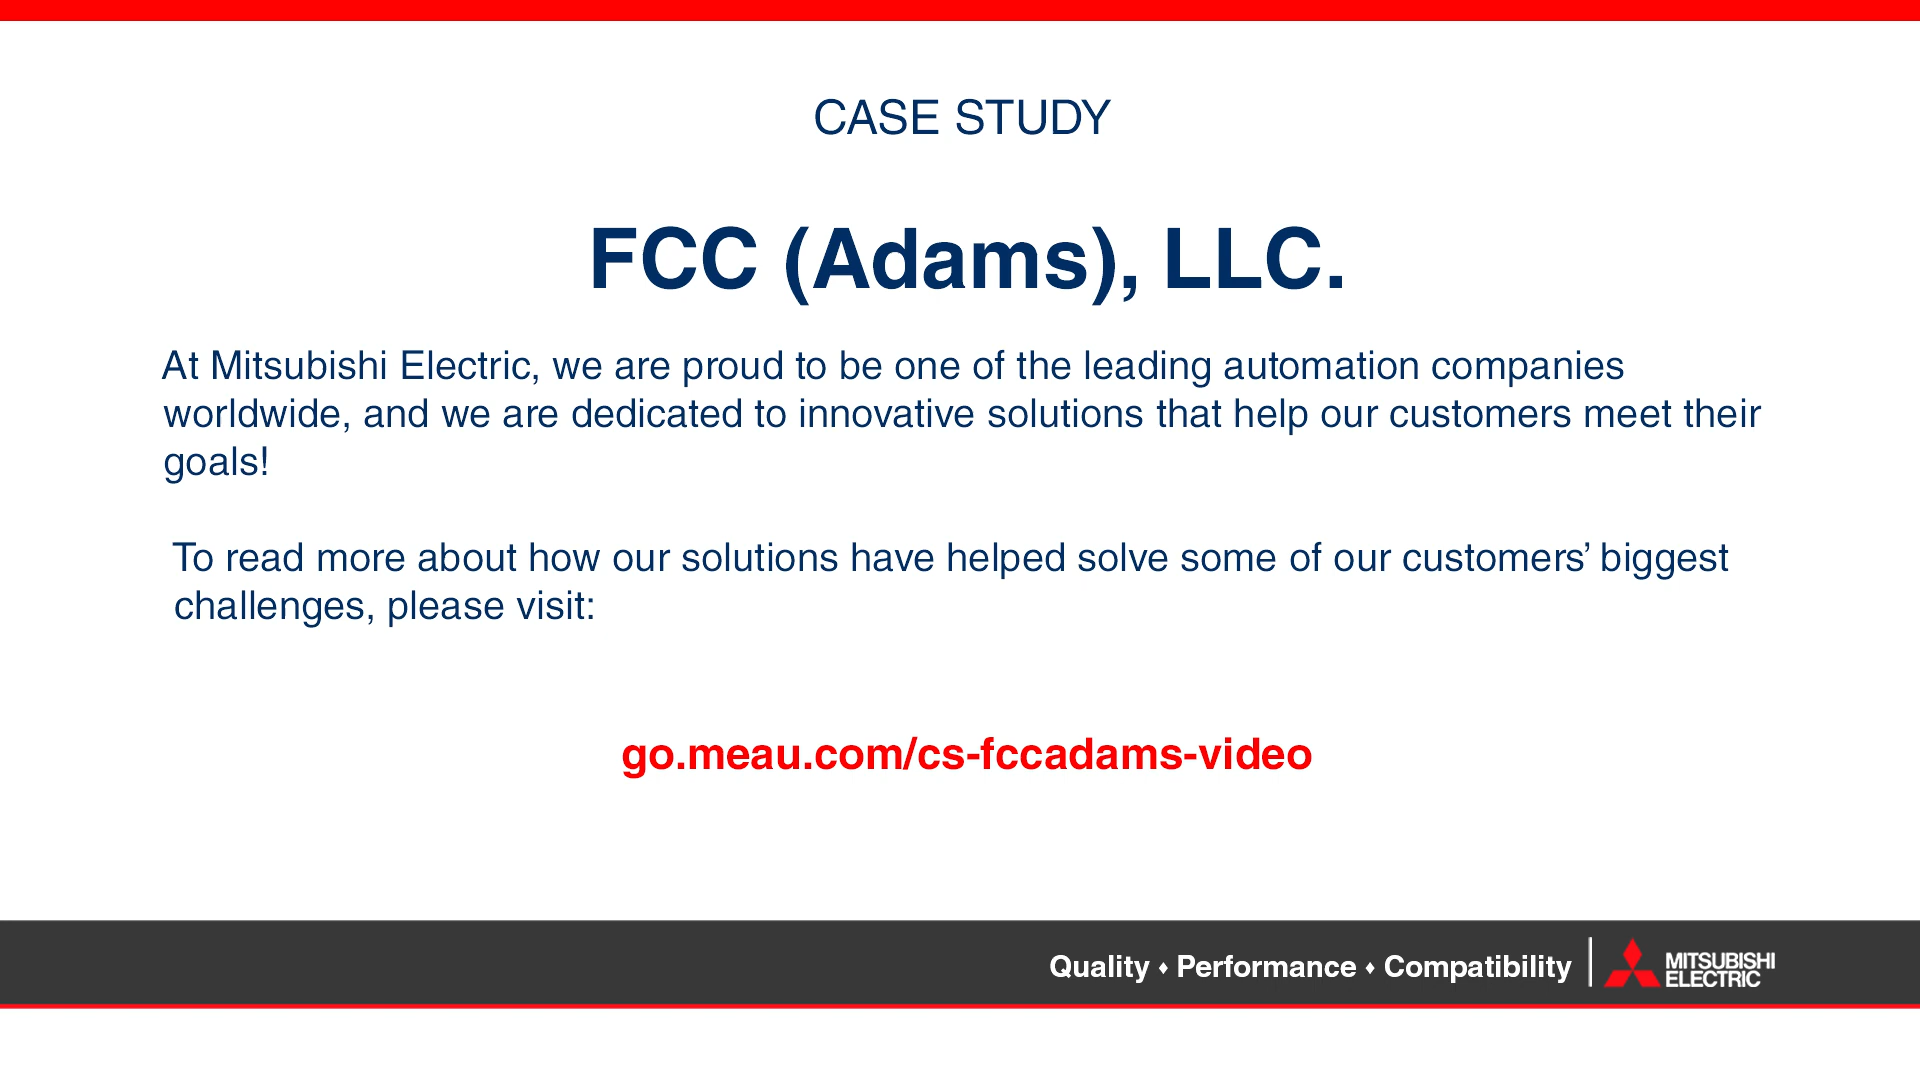 CASE STUDY
FCC (Adams), LLC.
At Mitsubishi Electric, we are proud to be one of the leading automation companies
worldwide, and we are dedicated to innovative solutions that help our customers meet their
goals!
To read more about how our solutions have helped solve some of our customers’ biggest
challenges, please visit:
go.meau.com/cs-fccadams-video
Quality ♦ Performance ♦ Compatibility
MITSUBISHI
ELECTRIC